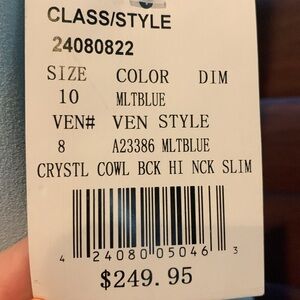 CLASS/STYLE
24080822
SIZE COLOR DIM
10 MLTBLUE
VEN# VEN STYLE
8 A23386 MLTBLUE
CRYSTL COWL BCK HI NCK SLIM
4 24080 05046 3
$249.95